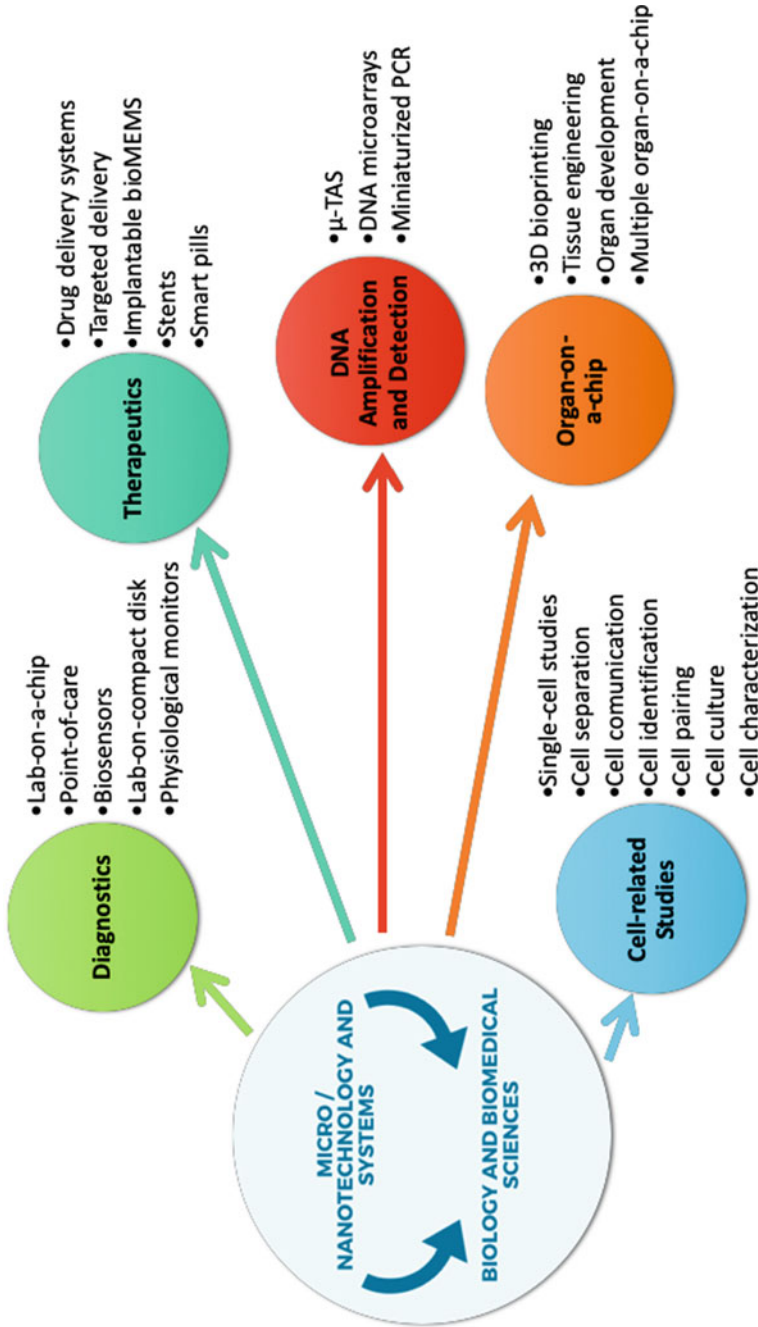 MICRO /
NANOTECHNOLOGY AND
SYSTEMS
BIOLOGY AND BIOMEDICAL
SCIENCES
Diagnostics
•Lab-on-a-chip
•Point-of-care
•Biosensors
•Lab-on-compact disk
•Physiological monitors
Therapeutics
•Drug delivery systems
•Targeted delivery
•Implantable bioMEMS
•Stents
•Smart pills
DNA
Amplification
and Detection
•μ-TAS
•DNA microarrays
•Miniaturized PCR
Organ-on-
a-chip
•3D bioprinting
•Tissue engineering
•Organ development
•Multiple organ-on-a-chip
Cell-related
Studies
•Single-cell studies
•Cell separation
•Cell comunication
•Cell identification
•Cell pairing
•Cell culture
•Cell characterization